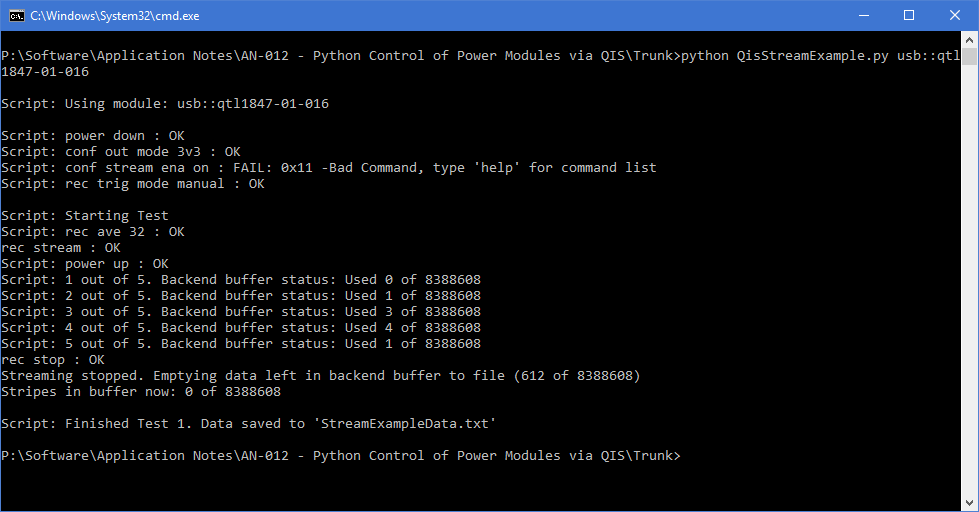 C:\Windows\System32\cmd.exe
P:\Software\Application Notes\AN-012 - Python Control of Power Modules via QIS\Trunk>python QisStreamExample.py usb::qtl
1847-01-016
Script: Using module: usb::qtl1847-01-016
Script: power down : OK
Script: conf out mode 3v3 : OK
Script: conf stream ena on : FAIL: 0x11 -Bad Command, type 'help' for command list
Script: rec trig mode manual : OK
Script: Starting Test
Script: rec ave 32 : OK
rec stream : OK
Script: power up : OK
Script: 1 out of 5. Backend buffer status: Used 0 of 8388608
Script: 2 out of 5. Backend buffer status: Used 1 of 8388608
Script: 3 out of 5. Backend buffer status: Used 3 of 8388608
Script: 4 out of 5. Backend buffer status: Used 4 of 8388608
Script: 5 out of 5. Backend buffer status: Used 1 of 8388608
rec stop : OK
Streaming stopped. Emptying data left in backend buffer to file (612 of 8388608)
Stripes in buffer now: 0 of 8388608
Script: Finished Test 1. Data saved to 'StreamExampleData.txt'
P:\Software\Application Notes\AN-012 - Python Control of Power Modules via QIS\Trunk>